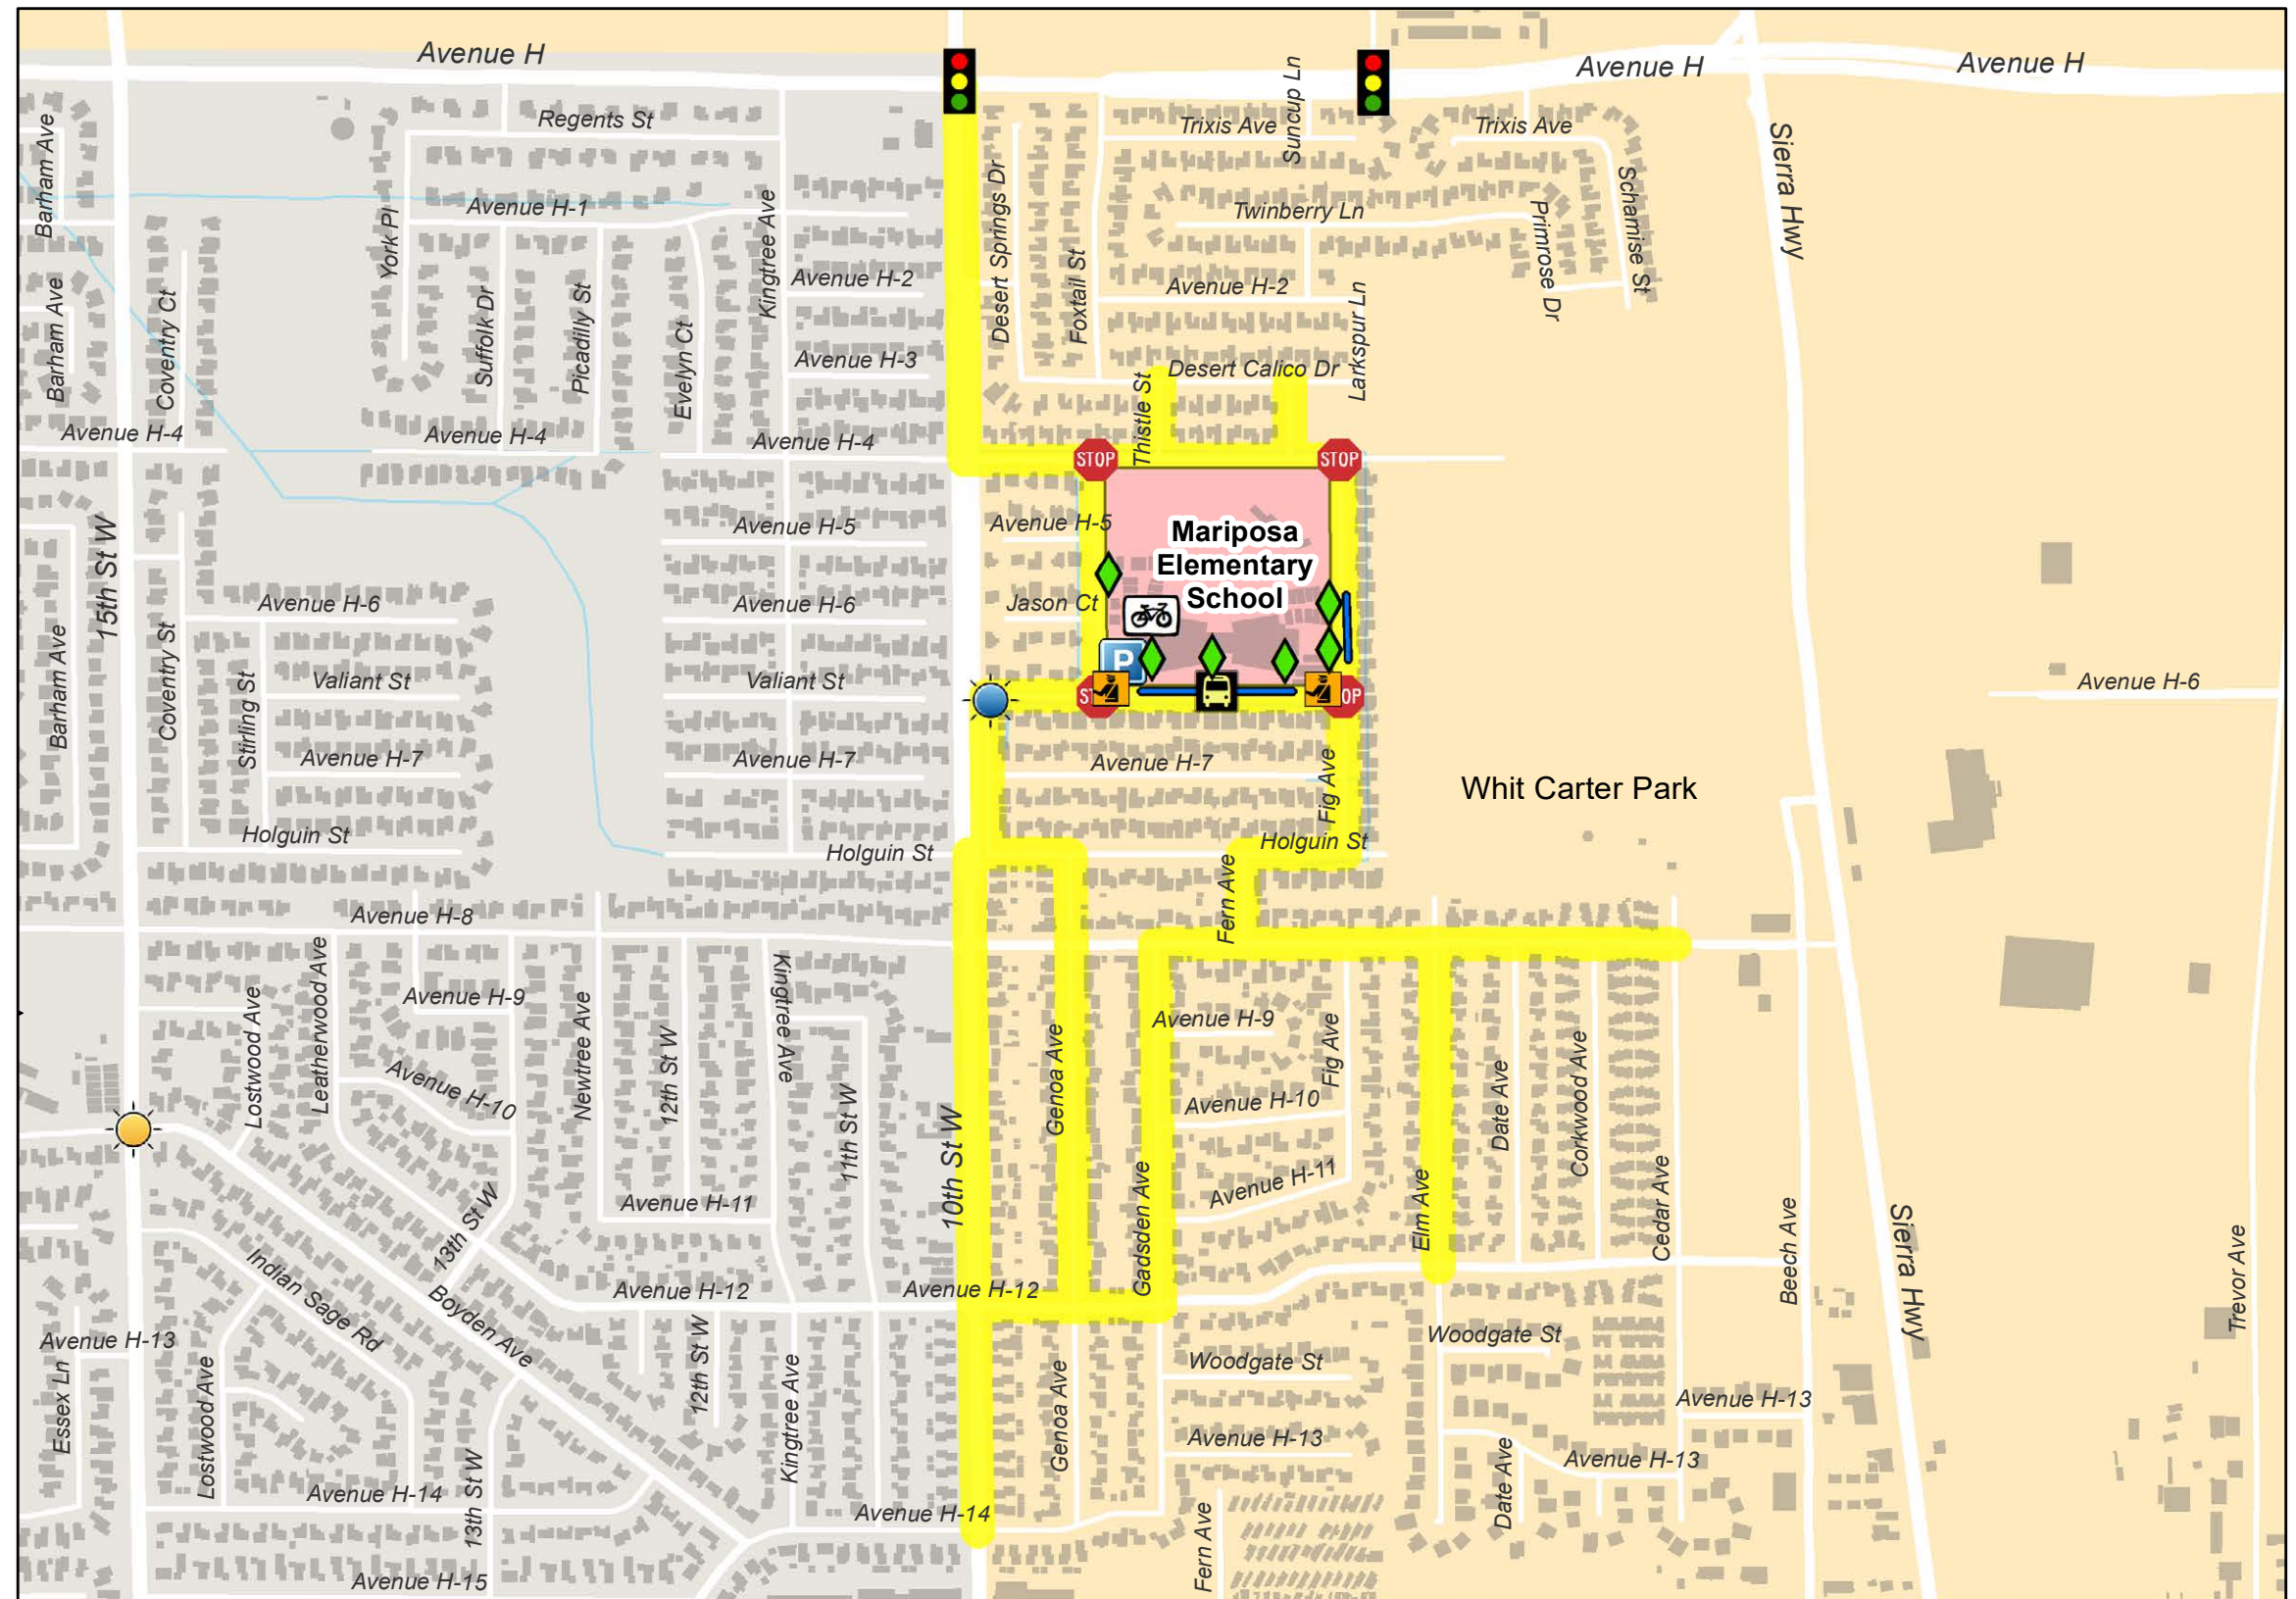 Avenue H
Avenue H
Avenue H
Barham Ave
Regents St
Desert Springs Dr
Trixis Ave
Suncup Ln
Trixis Ave
Sierra Hwy
York Pl
Avenue H-1
Kingtree Ave
Foxtail St
Twinberry Ln
Primrose Dr
Schamise St
Barham Ave
Coventry Ct
Suffolk Dr
Picadilly St
Evelyn Ct
Avenue H-2
Avenue H-2
Larkspur Ln
Avenue H-3
Desert Calico Dr
Thistle St
Avenue H-4
Avenue H-4
Avenue H-4
STOP
STOP
15th St W
Avenue H-5
Avenue H-5
Mariposa
Elementary
School
Avenue H-6
Avenue H-6
Jason Ct
Barham Ave
Coventry St
Stirling St
Valiant St
Valiant St
P
ST
OP
Avenue H-6
Avenue H-7
Avenue H-7
Avenue H-7
Fig Ave
Whit Carter Park
Holguin St
Holguin St
Holguin St
Fern Ave
Avenue H-8
Leatherwood Ave
Lostwood Ave
Avenue H-9
Newtree Ave
12th St W
Kingtree Ave
Avenue H-9
Genoa Ave
Fig Ave
Date Ave
Corkwood Ave
Avenue H-10
11th St W
10th St W
Avenue H-10
Avenue H-11
13th St W
Avenue H-11
Gadsden Ave
Elm Ave
Cedar Ave
Beech Ave
Sierra Hwy
Trevor Ave
Indian Sage Rd
Boyden Ave
Avenue H-12
Avenue H-12
Avenue H-13
Essex Ln
Lostwood Ave
12th St W
Kingtree Ave
Genoa Ave
Woodgate St
Woodgate St
Avenue H-13
Avenue H-13
Avenue H-13
Date Ave
Avenue H-14
13th St W
Avenue H-14
Fern Ave
Avenue H-15